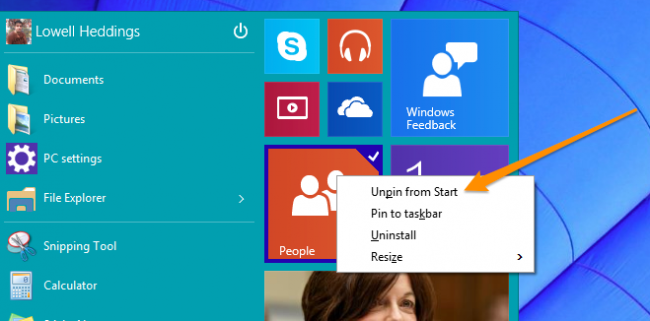 Lowell Heddings
Documents
Pictures
PC settings
File Explorer
Snipping Tool
Calculator
Windows
Feedback
People
Unpin from Start
Pin to taskbar
Uninstall
Resize